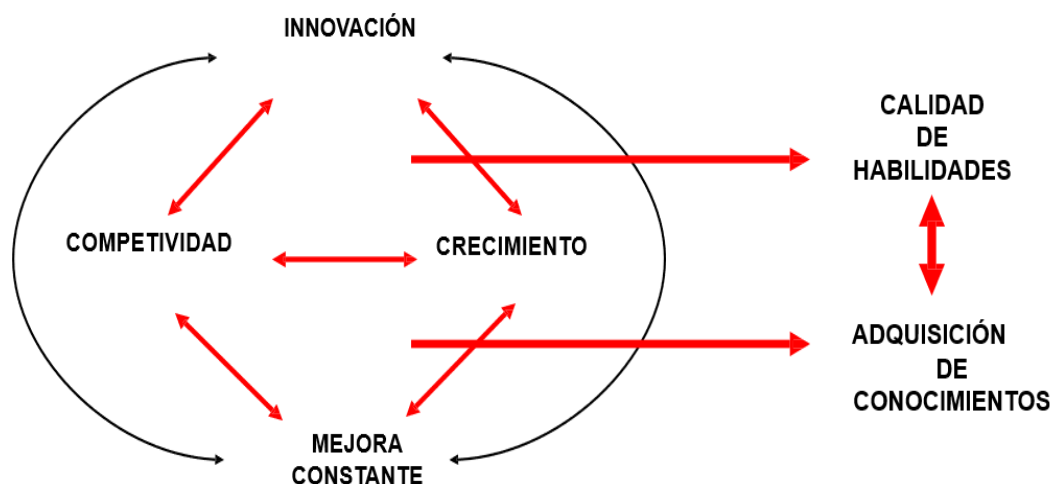 INNOVACIÓN
CALIDAD
DE
HABILIDADES
COMPETIVIDAD
CRECIMIENTO
ADQUISICIÓN
DE
CONOCIMIENTOS
MEJORA
CONSTANTE